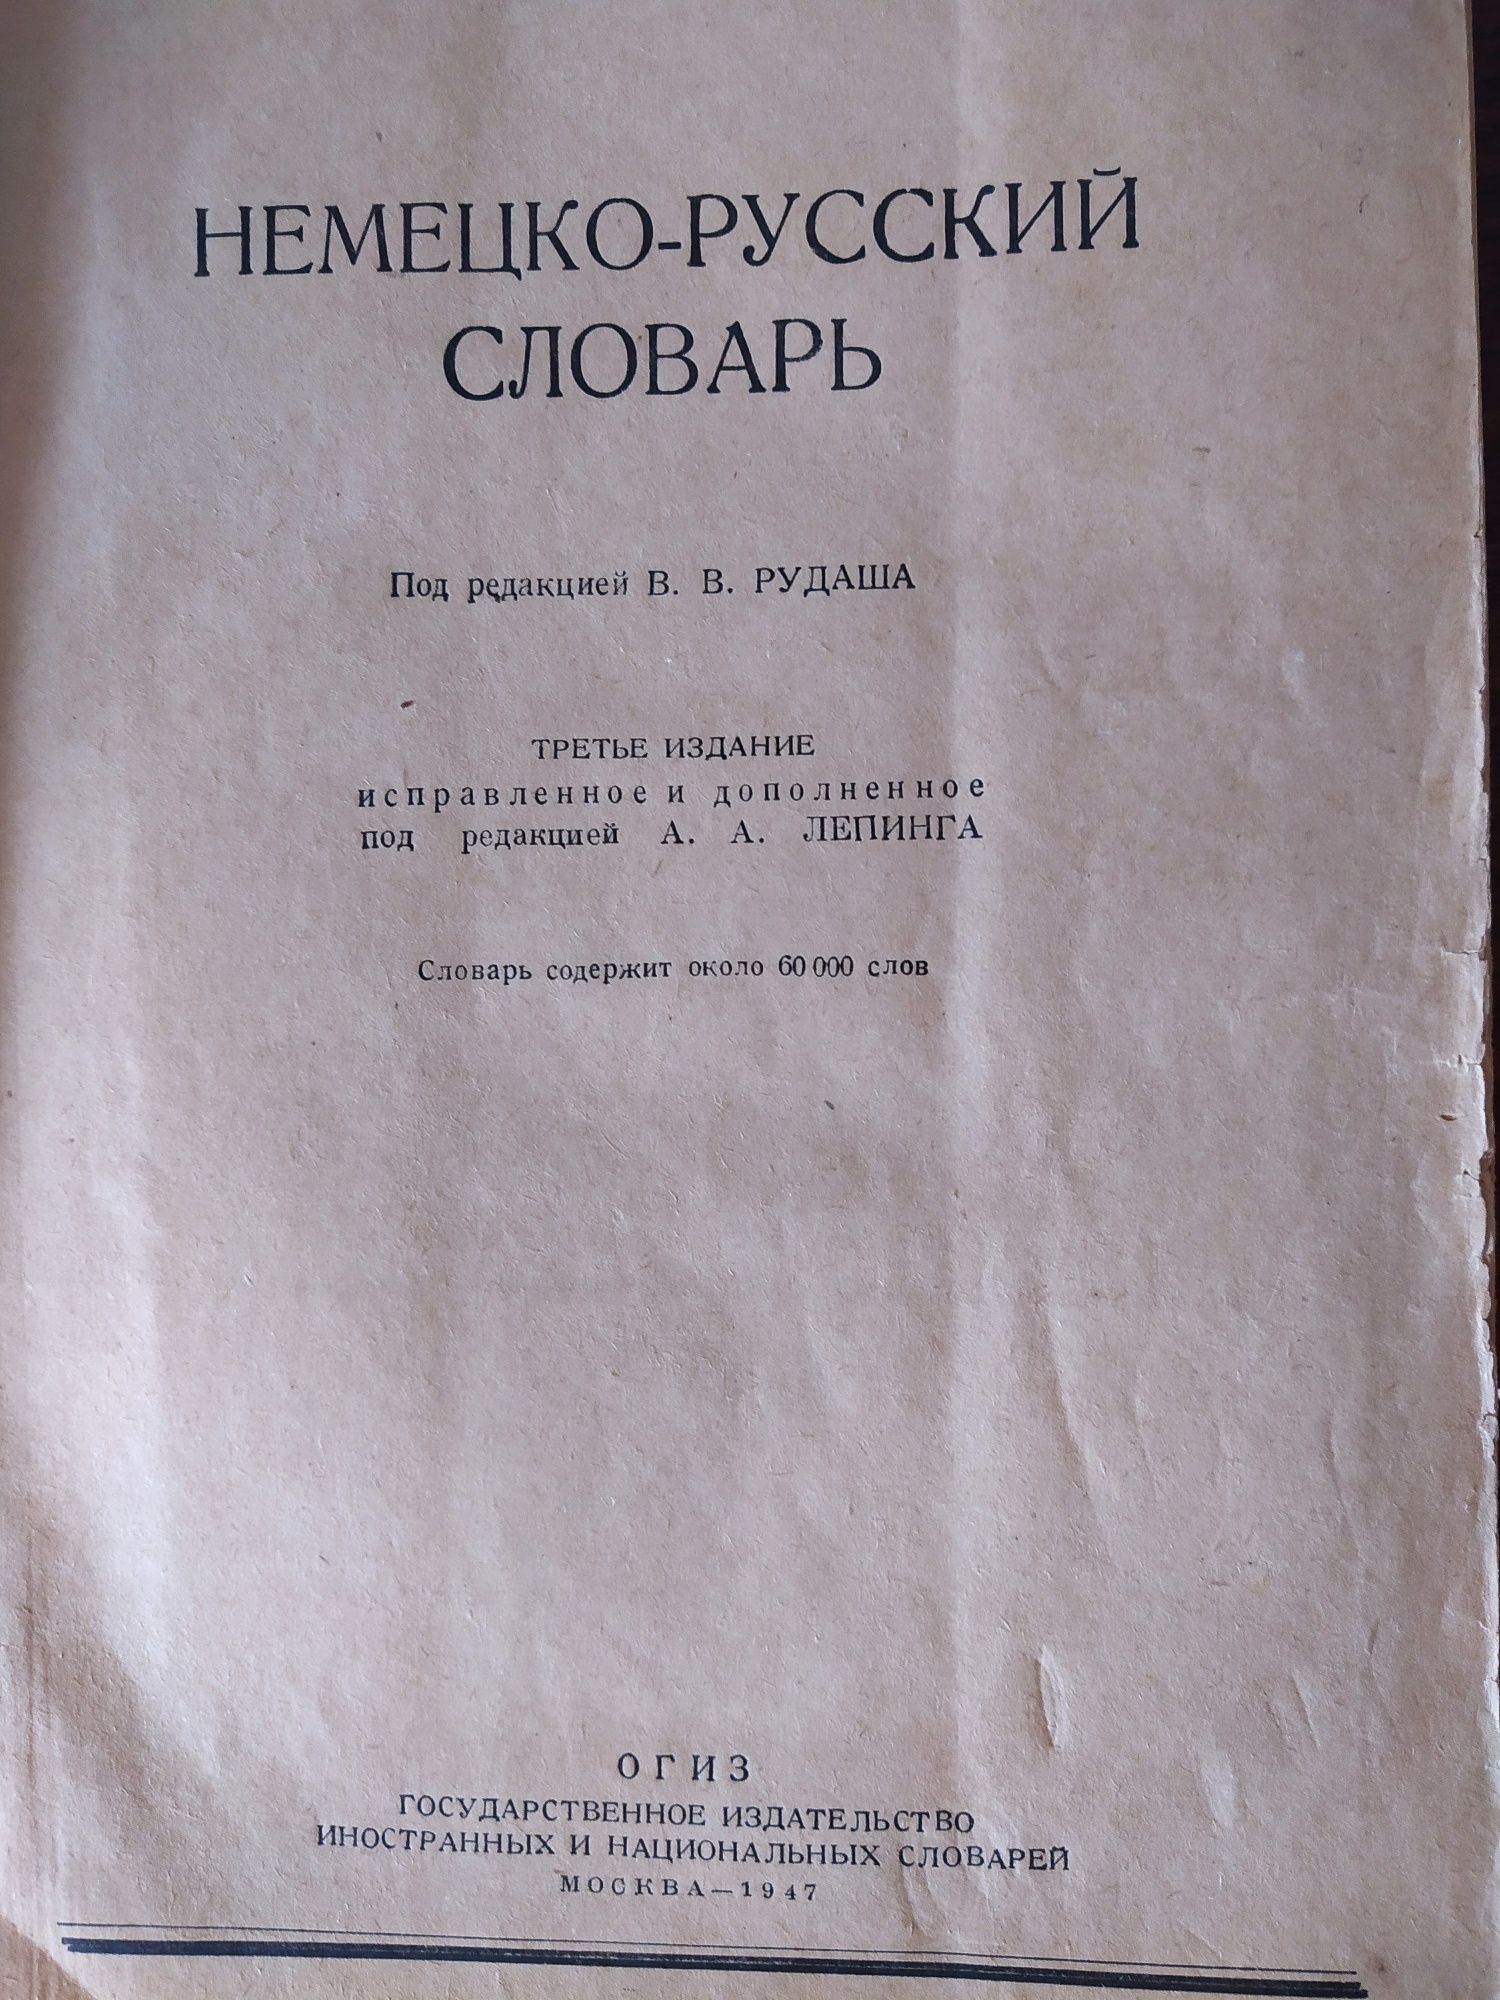 НЕМЕЦКО-РУССКИЙ
СЛОВАРЬ
Под редакцией В. В. РУДАША
ТРЕТЬЕ ИЗДАНИЕ
исправленное и дополненное
под редакцией А. А. ЛЕПИНГА
Словарь содержит около 60 000 слов
ОГИЗ
ГОСУДАРСТВЕННОЕ ИЗДАТЕЛЬСТВО
ИНОСТРАННЫХ И НАЦИОНАЛЬНЫХ СЛОВАРЕЙ
МОСКВА—1947